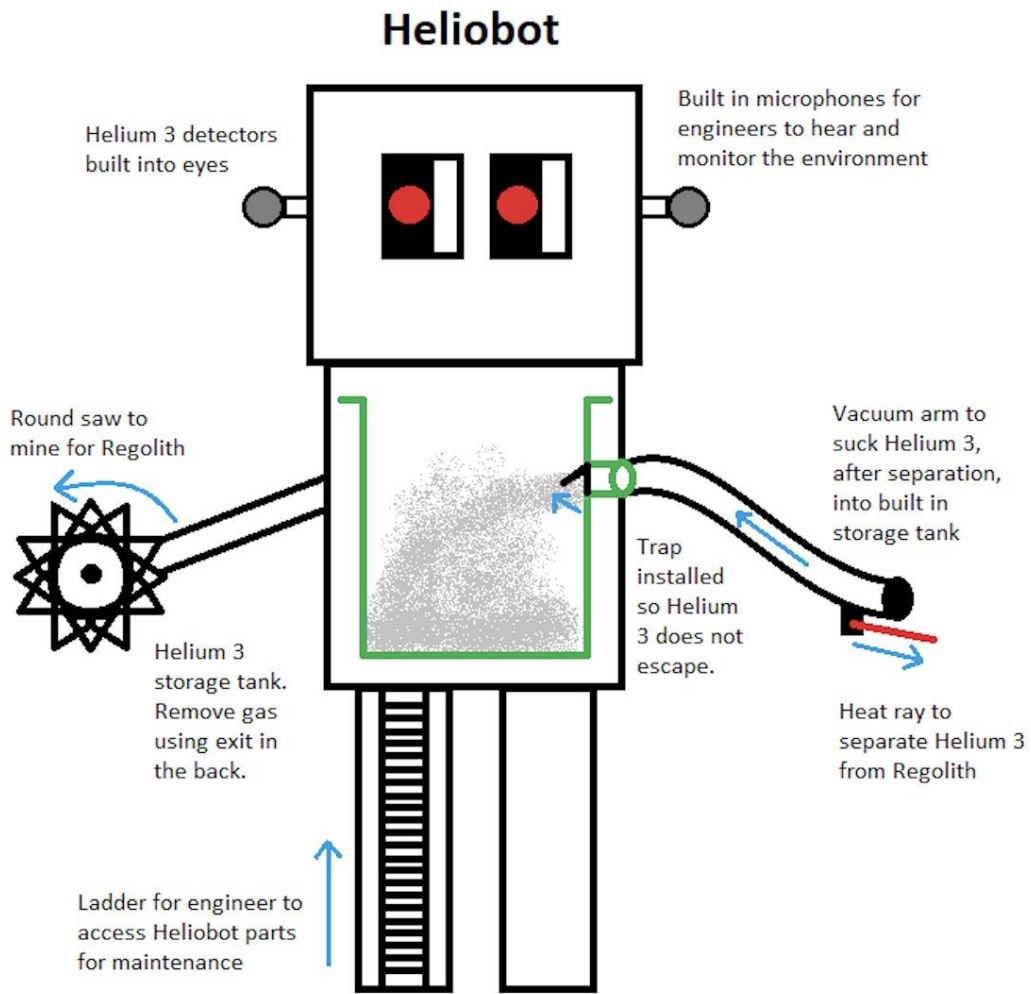 Heliobot
Helium 3 detectors
built into eyes
Built in microphones for
engineers to hear and
monitor the environment
Round saw to
mine for Regolith
Vacuum arm to
suck Helium 3,
after separation,
into built in
storage tank
Trap
installed
so Helium
3 does not
escape.
Helium 3
storage tank.
Remove gas
using exit in
the back.
Heat ray to
separate Helium 3
from Regolith
Ladder for engineer to
access Heliobot parts
for maintenance